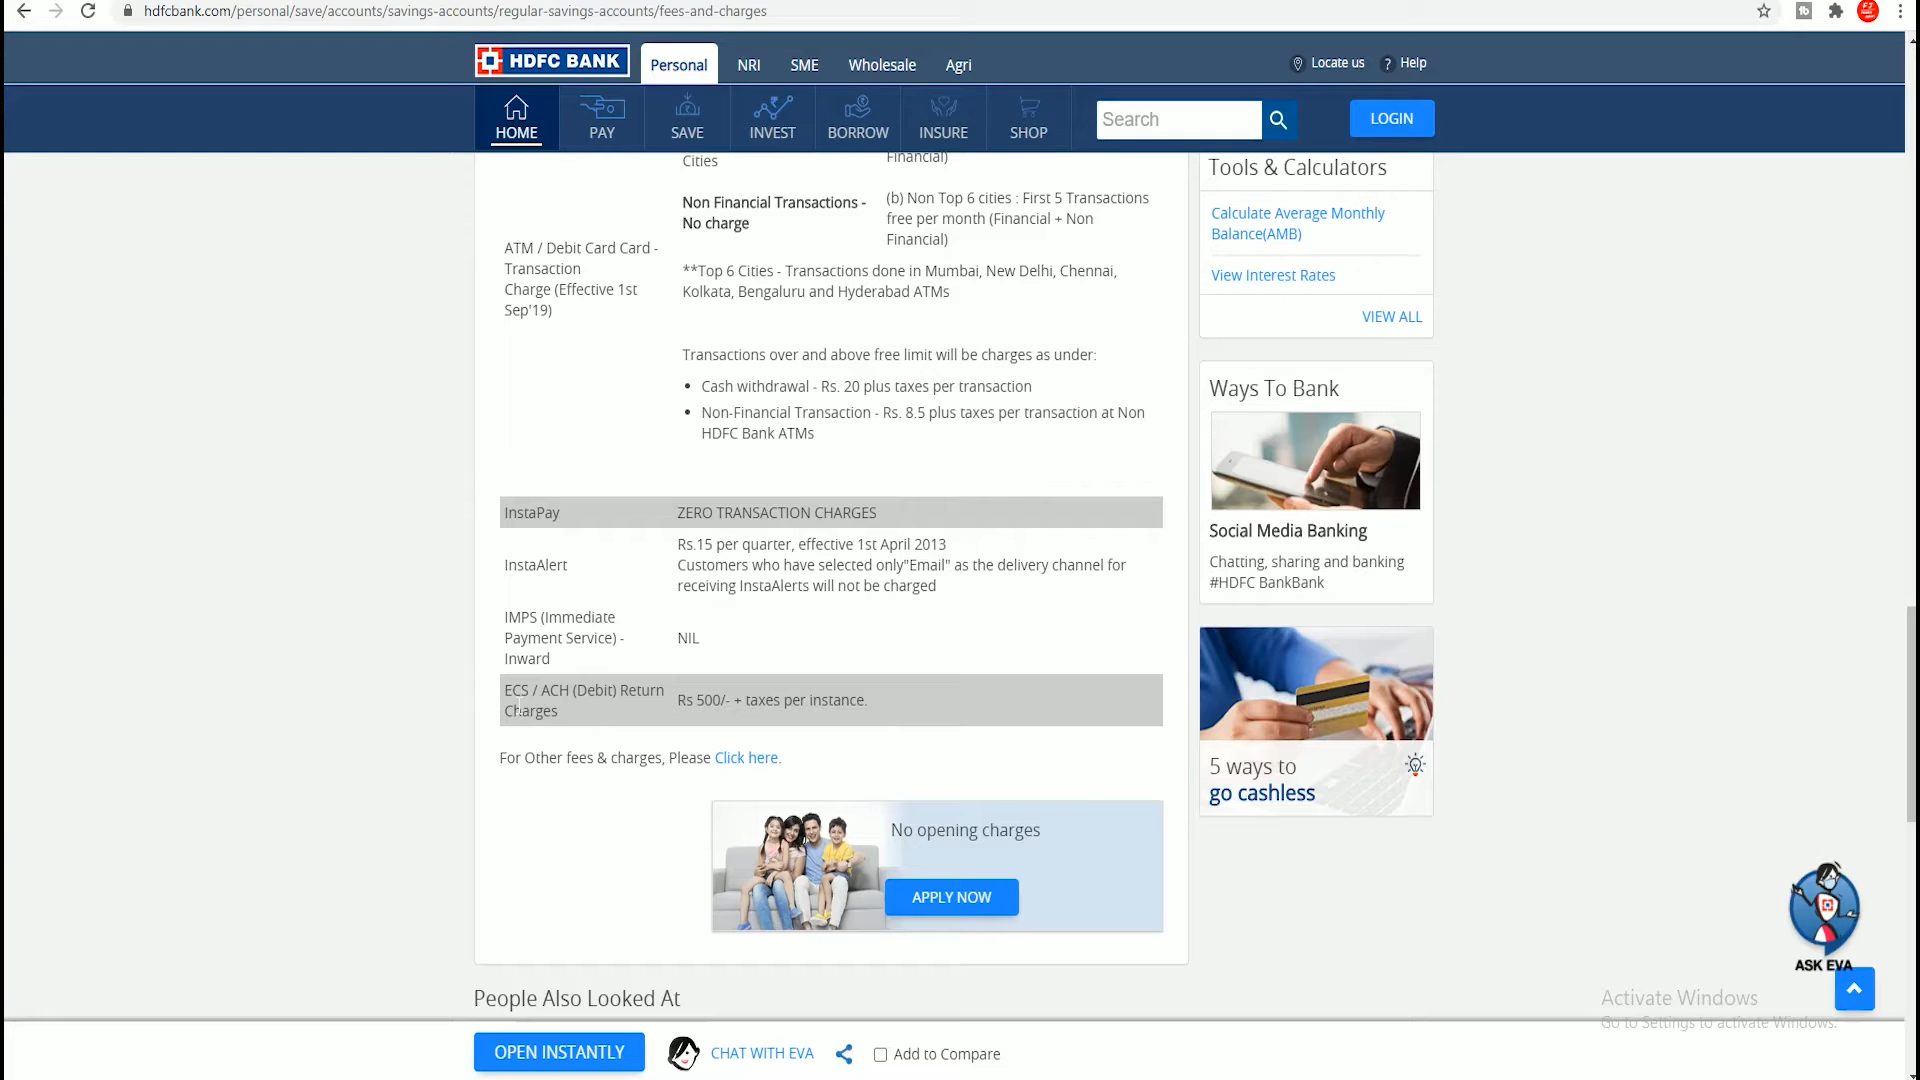 hdfcbank.com/personal/save/accounts/savings-accounts/regular-savings-accounts/fees-and-charges
HDFC BANK
Personal
NRI
SME
Wholesale
Agri
Locate us
? Help
HOME
PAY
SAVE
INVEST
BORROW
INSURE
SHOP
Search
LOGIN
Cities
Financial)
Non Financial Transactions -
No charge
(b) Non Top 6 cities : First 5 Transactions
free per month (Financial + Non
Financial)
ATM / Debit Card Card -
Transaction
Charge (Effective 1st
Sep'19)
**Top 6 Cities - Transactions done in Mumbai, New Delhi, Chennai,
Kolkata, Bengaluru and Hyderabad ATMs
Transactions over and above free limit will be charges as under:
• Cash withdrawal - Rs. 20 plus taxes per transaction
• Non-Financial Transaction - Rs. 8.5 plus taxes per transaction at Non
HDFC Bank ATMs
InstaPay
ZERO TRANSACTION CHARGES
InstaAlert
Rs.15 per quarter, effective 1st April 2013
Customers who have selected only"Email" as the delivery channel for
receiving InstaAlerts will not be charged
IMPS (Immediate
Payment Service) -
Inward
NIL
ECS / ACH (Debit) Return
Charges
Rs 500/- + taxes per instance.
For Other fees & charges, Please Click here.
No opening charges
APPLY NOW
People Also Looked At
Tools & Calculators
Calculate Average Monthly
Balance(AMB)
View Interest Rates
VIEW ALL
Ways To Bank
Social Media Banking
Chatting, sharing and banking
#HDFC BankBank
5 ways to
go cashless
ASK EVA
Activate Windows
Go to Settings to activate Windows.
OPEN INSTANTLY
CHAT WITH EVA
Add to Compare